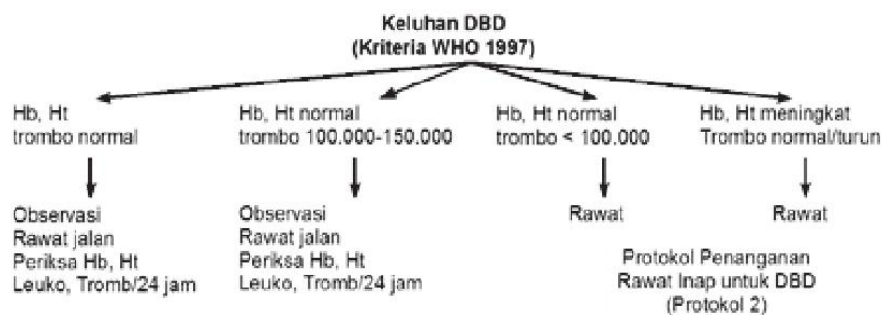 Keluhan DBD
(Kriteria WHO 1997)
Hb, Ht
trombo normal
Hb, Ht normal
trombo 100.000-150.000
Hb, Ht normal
trombo < 100.000
Hb, Ht meningkat
Trombo normal/turun
Observasi
Rawat jalan
Periksa Hb, Ht
Leuko, Tromb/24 jam
Observasi
Rawat jalan
Periksa Hb, Ht
Leuko, Tromb/24 jam
Rawat
Rawat
Protokol Penanganan
Rawat Inap untuk DBD
(Protokol 2)